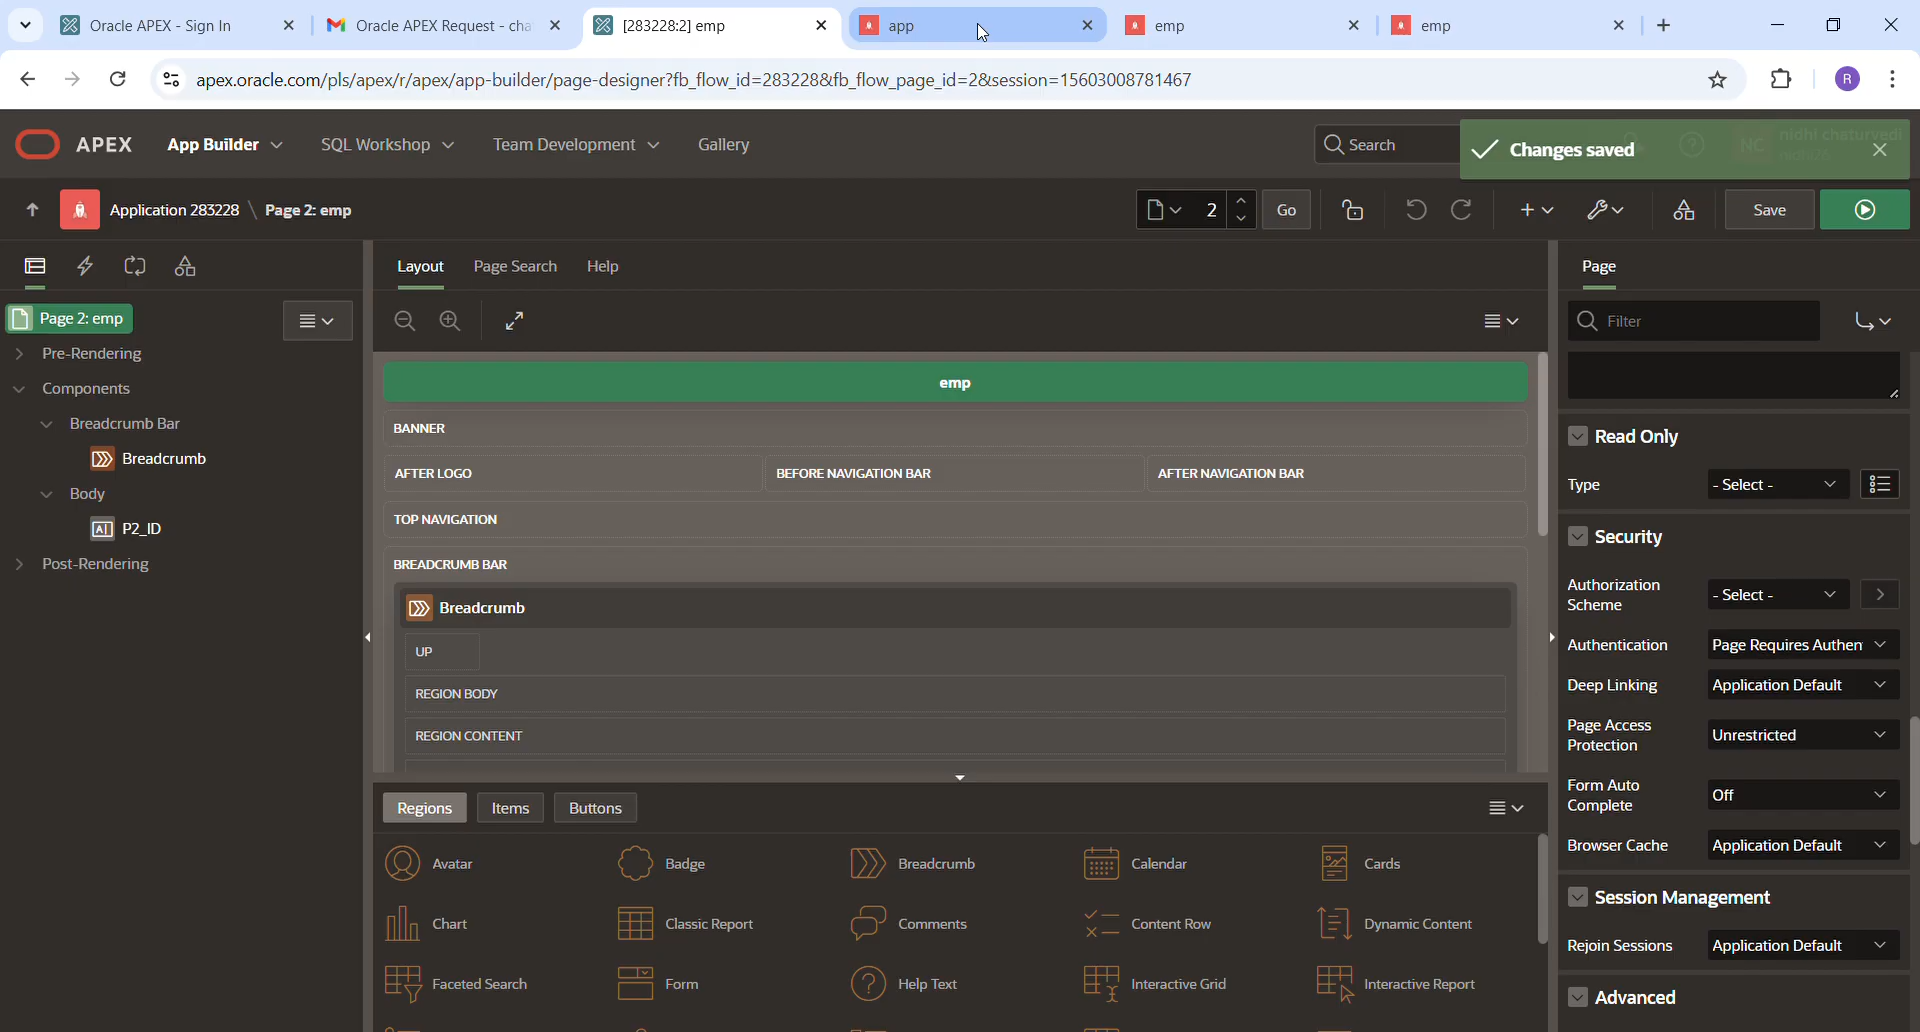 Oracle APEX - Sign In
Oracle APEX Request - cha
[283228:2] emp
app
emp
emp
apex.oracle.com/pls/apex/r/apex/app-builder/page-designer?fb_flow_id=283228&fb_flow_page_id=2&session=15603008781467
R
APEX
App Builder
SQL Workshop
Team Development
Gallery
Search
Changes saved
nidhi chaturvedi
NC
Application 283228 \ Page 2: emp
2
Go
Save
Layout
Page Search
Help
Page
Page 2: emp
Pre-Rendering
Components
Breadcrumb Bar
Breadcrumb
Body
P2_ID
Post-Rendering
emp
BANNER
AFTER LOGO
BEFORE NAVIGATION BAR
AFTER NAVIGATION BAR
TOP NAVIGATION
BREADCRUMB BAR
Breadcrumb
UP
REGION BODY
REGION CONTENT
Regions
Items
Buttons
Avatar
Badge
Breadcrumb
Calendar
Cards
Chart
Classic Report
Comments
Content Row
Dynamic Content
Faceted Search
Form
Help Text
Interactive Grid
Interactive Report
Filter
Read Only
Type
- Select -
Security
Authorization
Scheme
- Select -
Authentication
Page Requires Authen
Deep Linking
Application Default
Page Access
Protection
Unrestricted
Form Auto
Complete
Off
Browser Cache
Application Default
Session Management
Rejoin Sessions
Application Default
Advanced